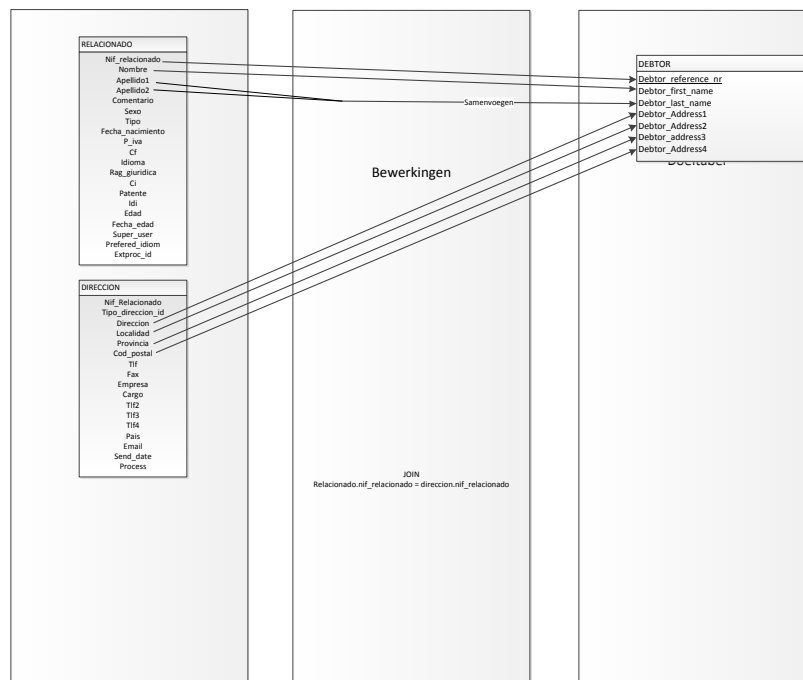 RELACIONADO
Nif_relacionado
Nombre
Apellido1
Apellido2
Comentario
Sexo
Tipo
Fecha_nacimiento
P_iva
Cf
Idioma
Rag_giuridica
Ci
Patente
Idi
Edad
Fecha_edad
Super_user
Prefered_idiom
Extproc_id
DIRECCION
Nif_Relacionado
Tipo_direccion_id
Direccion
Localidad
Provincia
Cod_postal
Tlf
Fax
Empresa
Cargo
Tlf2
Tlf3
Tlf4
Pais
Email
Send_date
Process
Samenvoegen
Bewerkingen
JOIN
Relacionado.nif_relacionado = direccion.nif_relacionado
DEBTOR
Debtor_reference_nr
Debtor_first_name
Debtor_last_name
Debtor_Address1
Debtor_Address2
Debtor_address3
Debtor_Address4